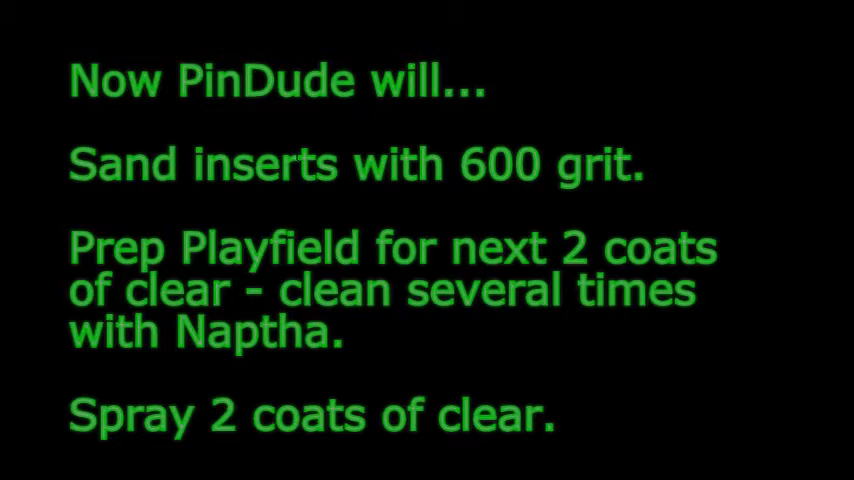 Now PinDude will...
Sand inserts with 600 grit.
Prep Playfield for next 2 coats
of clear - clean several times
with Naptha.
Spray 2 coats of clear.